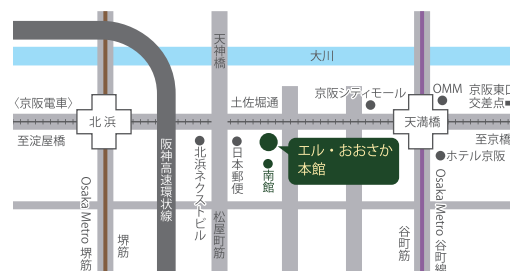 天神橋
大川
〈京阪電車〉
土佐堀通
京阪シティモール
OMM
京阪東口
交差点
北浜
天満橋
至淀屋橋
至京橋
阪神高速環状線
北浜ネクストビル
日本郵便
エル・おおさか
本館
南館
ホテル京阪
Osaka Metro 堺筋
堺筋
松屋町筋
谷町筋
Osaka Metro 谷町線